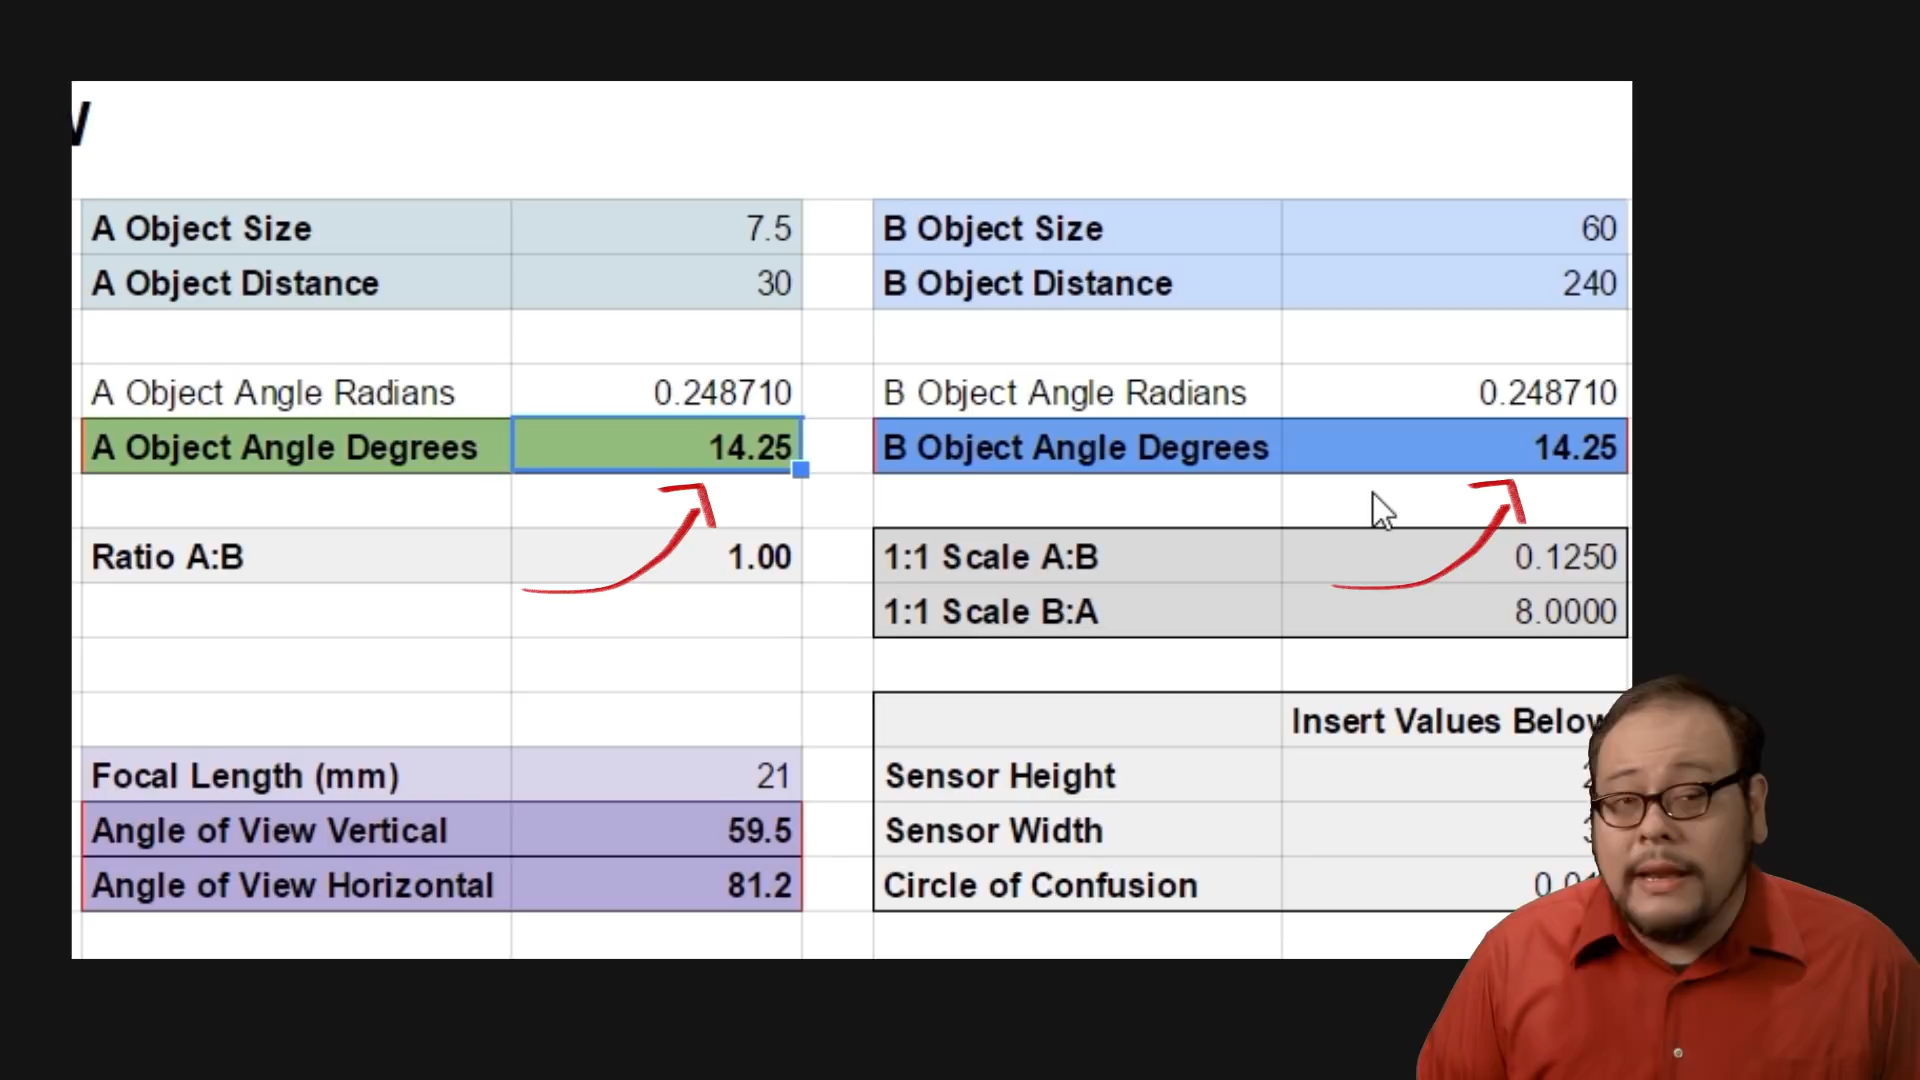 A Object Size 7.5 B Object Size 60
A Object Distance 30 B Object Distance 240
A Object Angle Radians 0.248710 B Object Angle Radians 0.248710
A Object Angle Degrees 14.25 B Object Angle Degrees 14.25
Ratio A:B 1.00 1:1 Scale A:B 0.1250
1:1 Scale B:A 8.0000
Insert Values Below
Focal Length (mm) 21 Sensor Height
Angle of View Vertical 59.5 Sensor Width
Angle of View Horizontal 81.2 Circle of Confusion